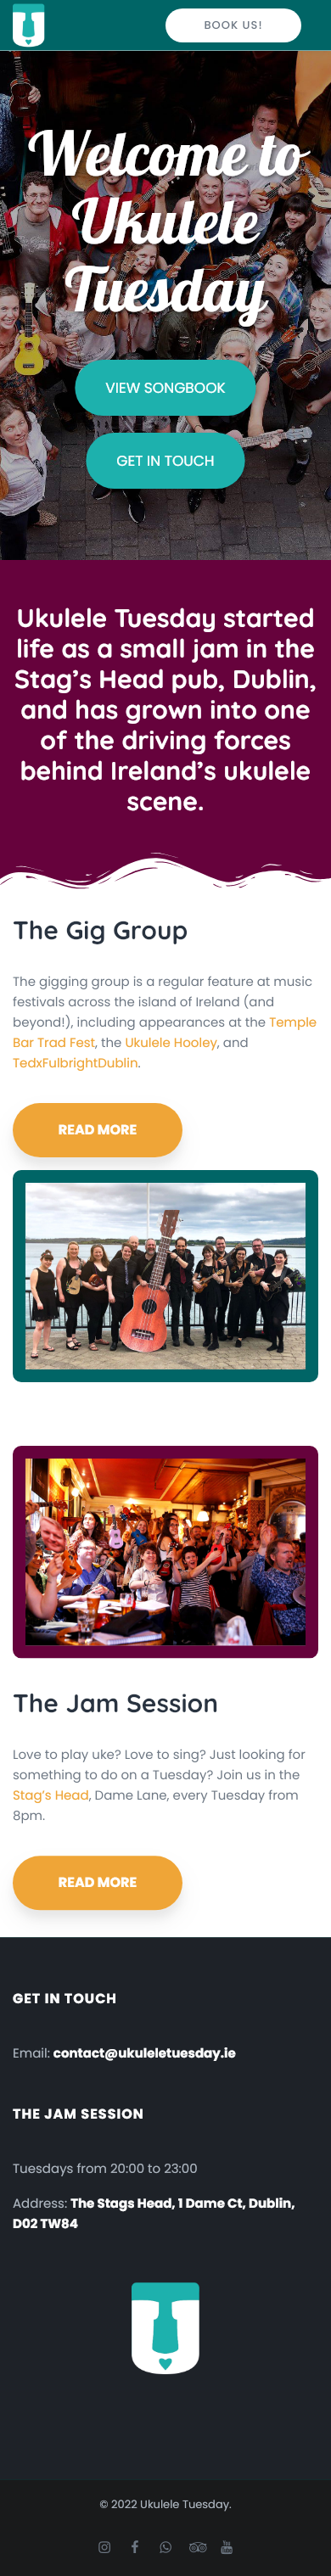 BOOK US!
Welcome to
Ukulele
Tuesday
VIEW SONGBOOK
GET IN TOUCH
Ukulele Tuesday started
life as a small jam in the
Stag’s Head pub, Dublin,
and has grown into one
of the driving forces
behind Ireland’s ukulele
scene.
The Gig Group
The gigging group is a regular feature at music
festivals across the island of Ireland (and
beyond!), including appearances at the Temple
Bar Trad Fest, the Ukulele Hooley, and
TedxFulbrightDublin.
READ MORE
The Jam Session
Love to play uke? Love to sing? Just looking for
something to do on a Tuesday? Join us in the
Stag’s Head, Dame Lane, every Tuesday from
8pm.
READ MORE
GET IN TOUCH
Email: contact@ukuleletuesday.ie
THE JAM SESSION
Tuesdays from 20:00 to 23:00
Address: The Stags Head, 1 Dame Ct, Dublin,
D02 TW84
© 2022 Ukulele Tuesday.